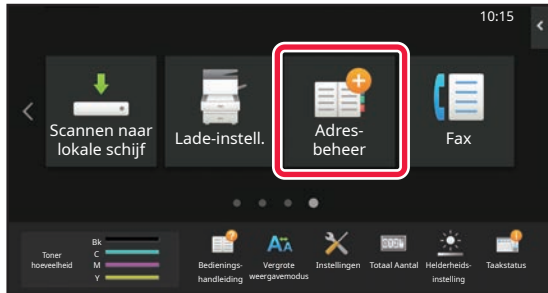 10:15
Scannen naar
lokale schijf
Lade-instell.
Adres-
beheer
Fax
Toner
hoeveelheid
Bk
C
M
Y
Bedienings-
handleiding
Vergrote
weergavemodus
Instellingen
Totaal Aantal
Helderheids-
instelling
Taakstatus